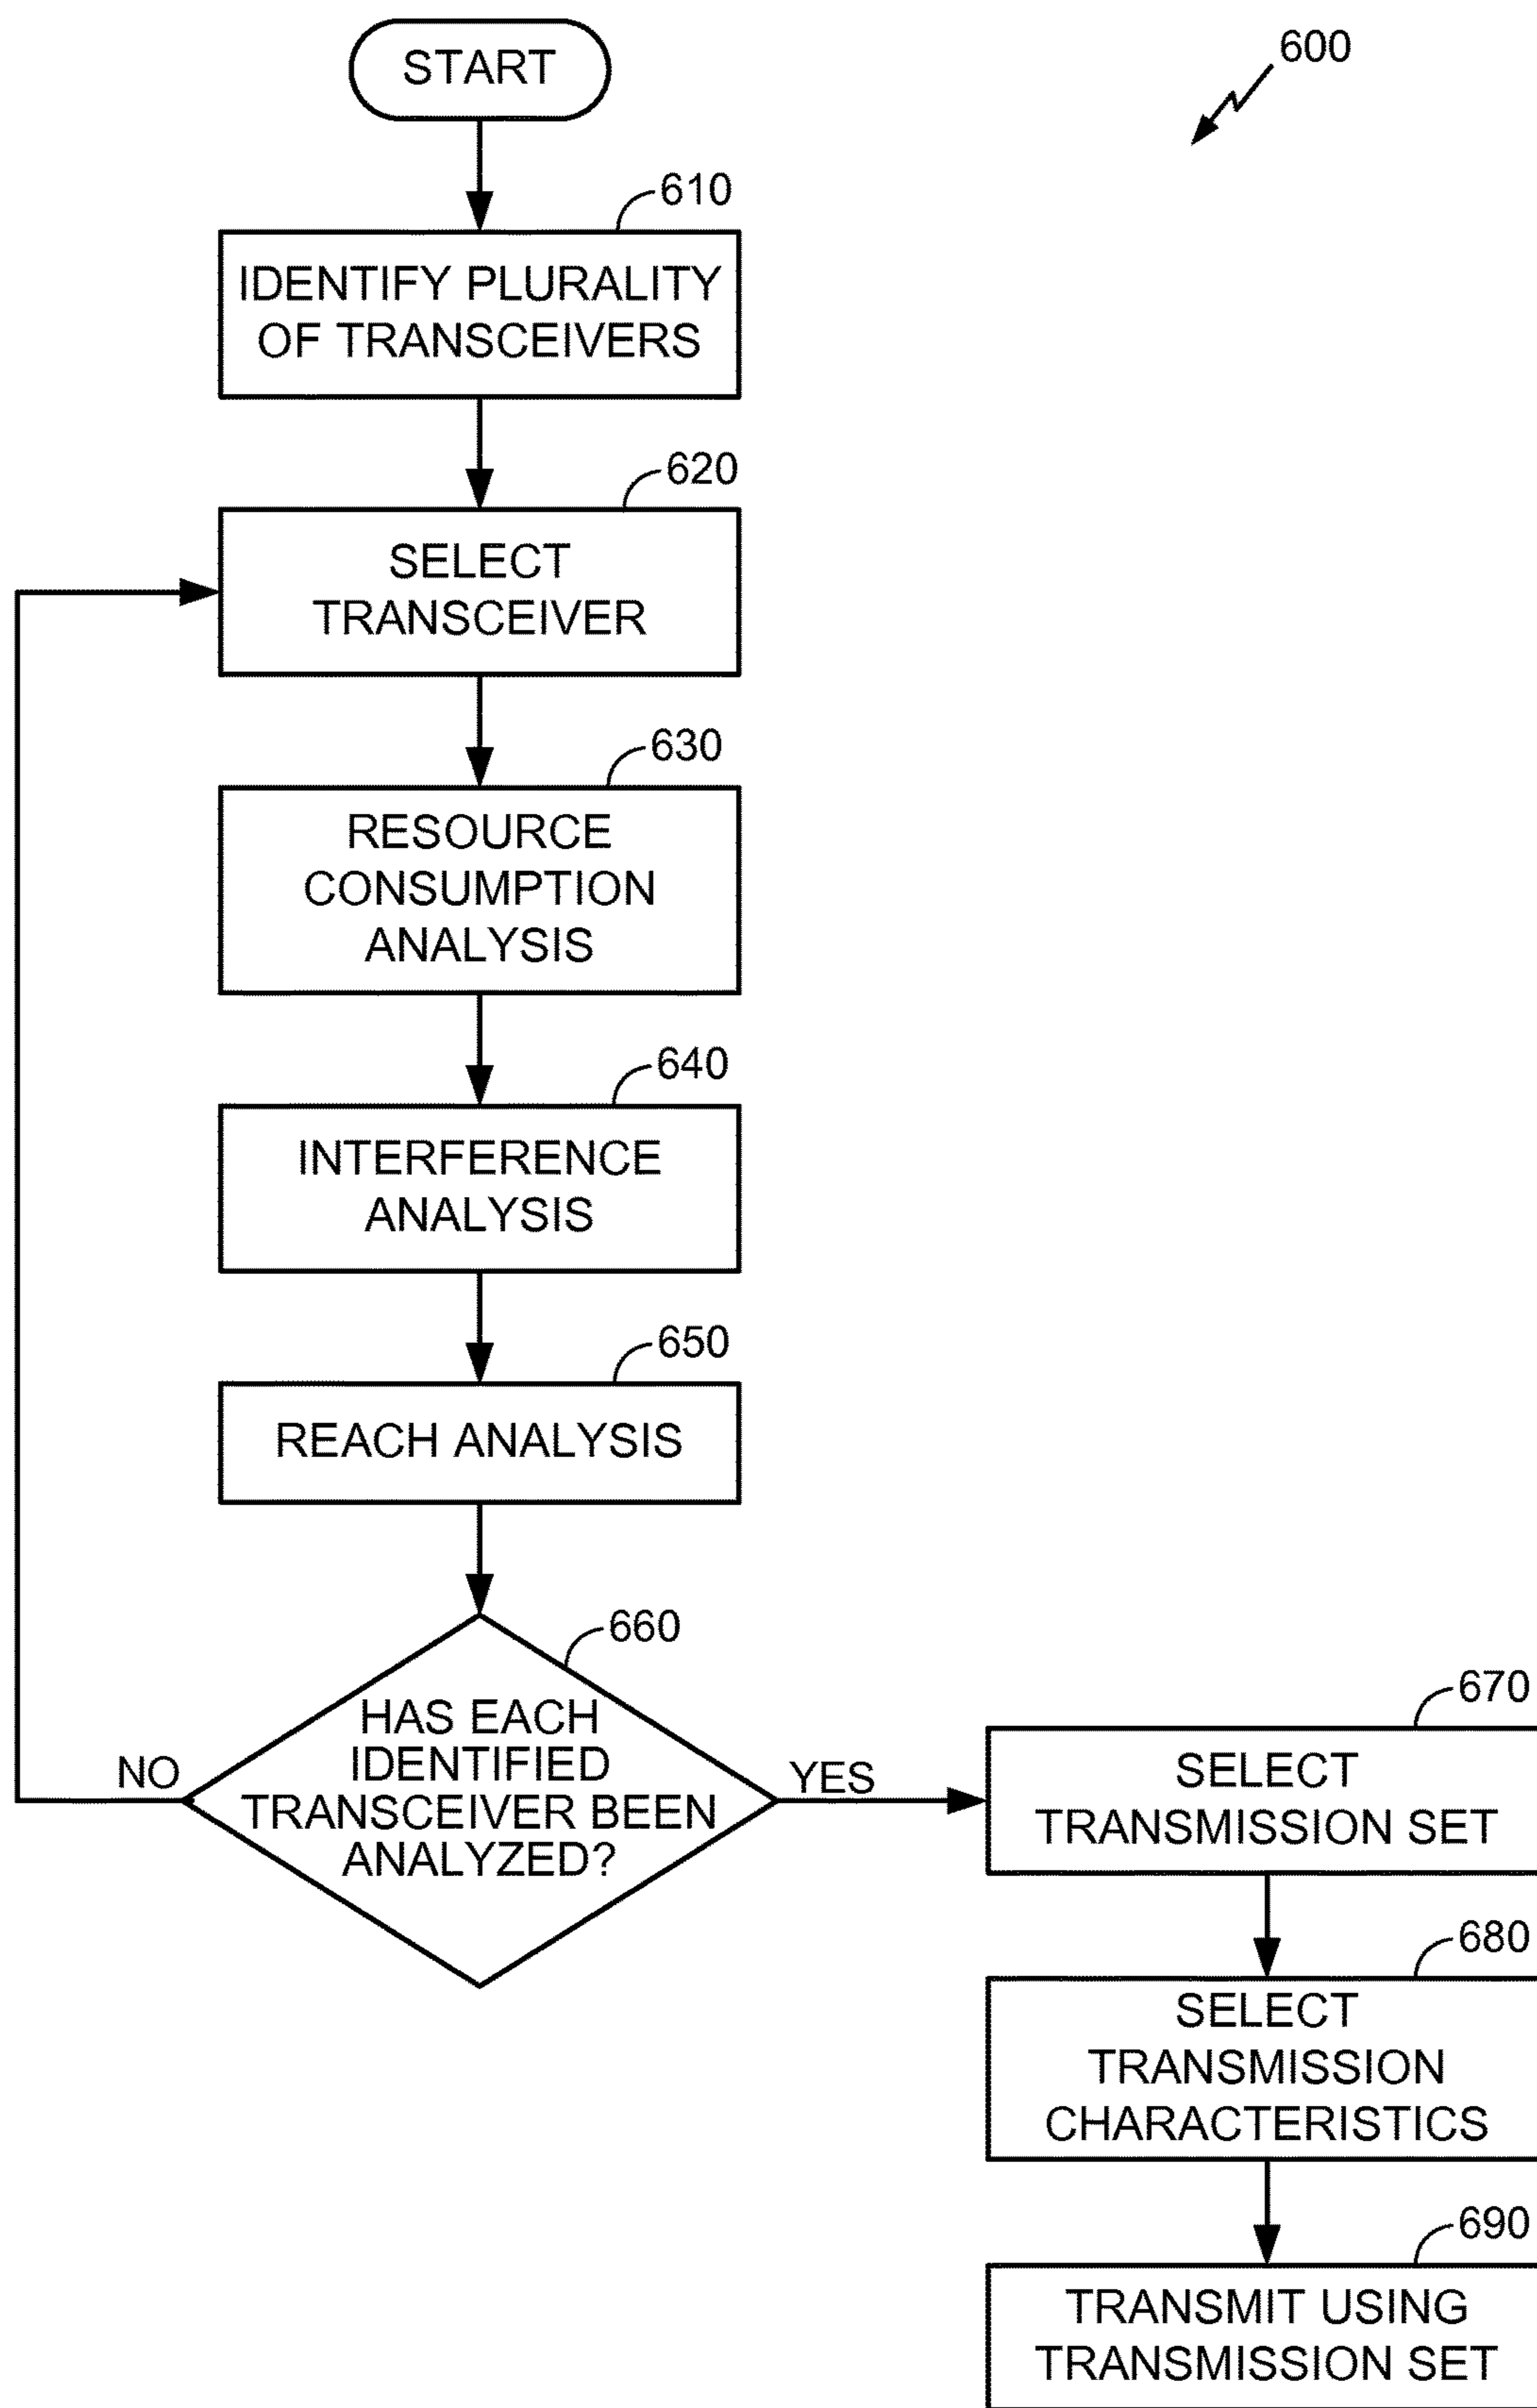 START
600
610
IDENTIFY PLURALITY
OF TRANSCEIVERS
620
SELECT
TRANSCEIVER
630
RESOURCE
CONSUMPTION
ANALYSIS
640
INTERFERENCE
ANALYSIS
650
REACH ANALYSIS
660
HAS EACH
IDENTIFIED
TRANSCEIVER BEEN
ANALYZED?
NO
YES
670
SELECT
TRANSMISSION SET
680
SELECT
TRANSMISSION
CHARACTERISTICS
690
TRANSMIT USING
TRANSMISSION SET